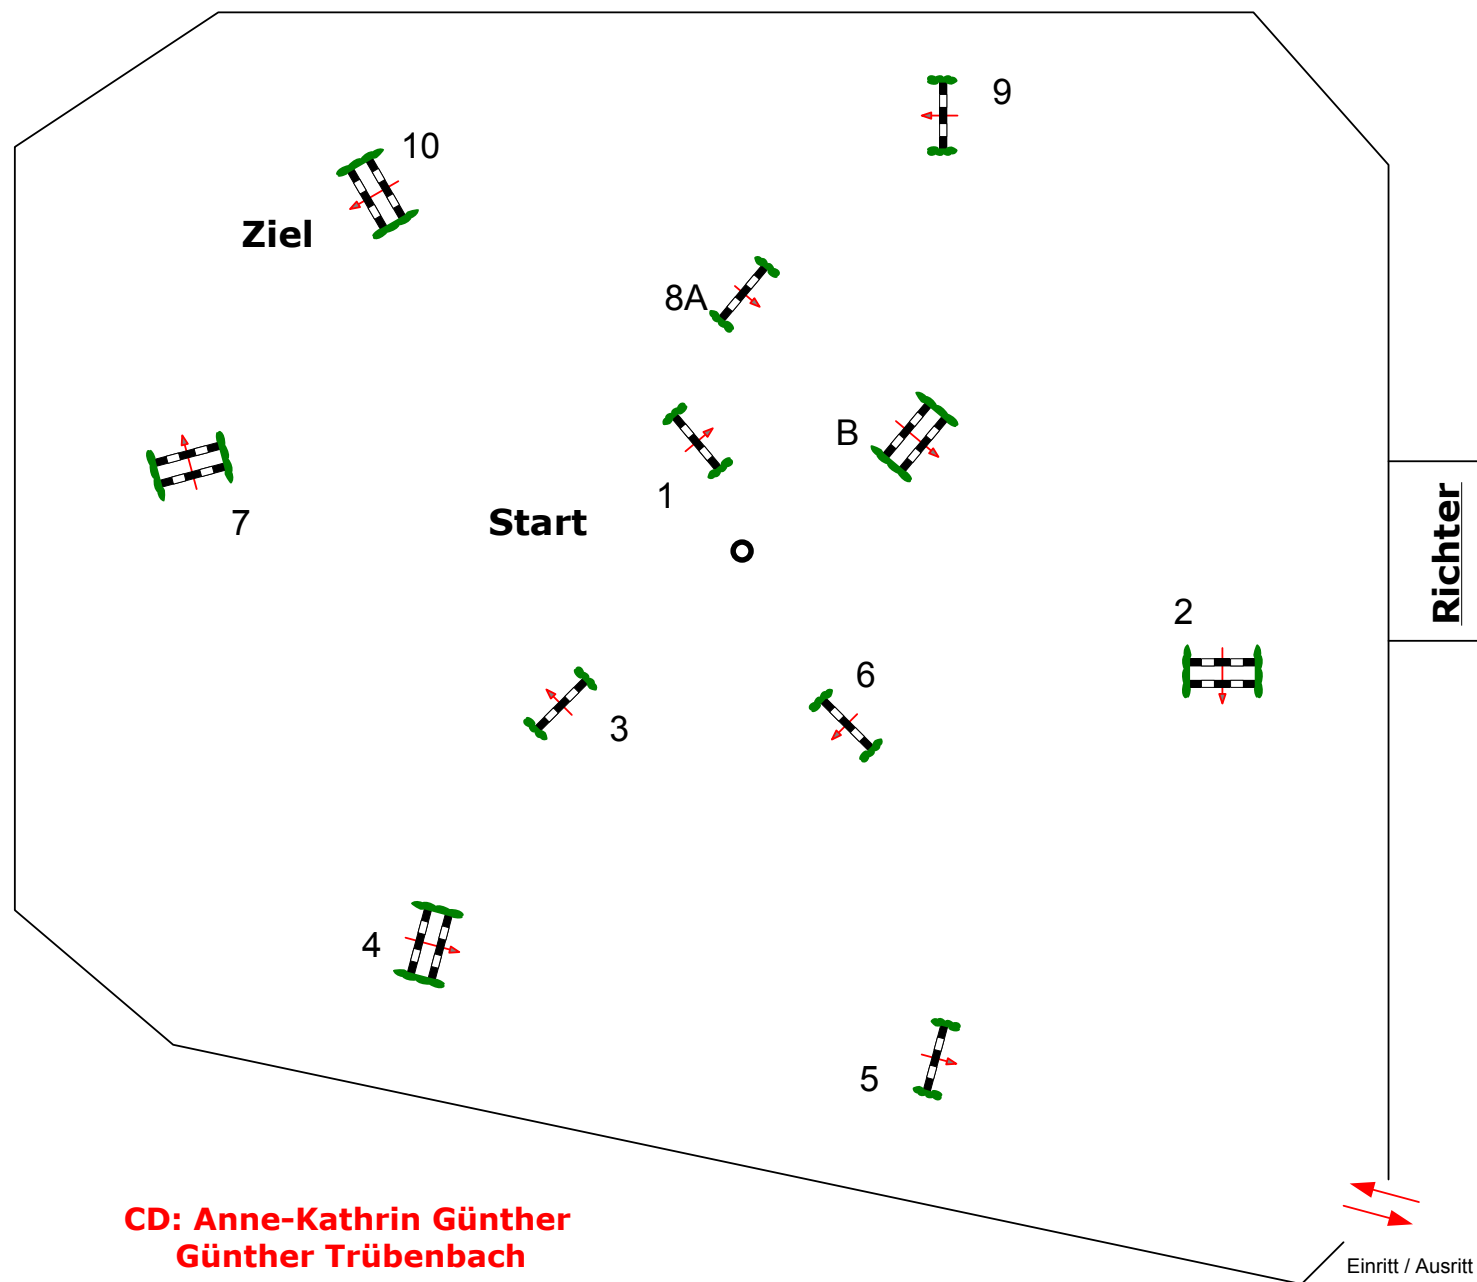 9
10
Ziel
8A
B
1
7
Start
Richter
2
6
3
4
5
CD: Anne-Kathrin Günther
Günther Trübenbach
Einritt / Ausritt